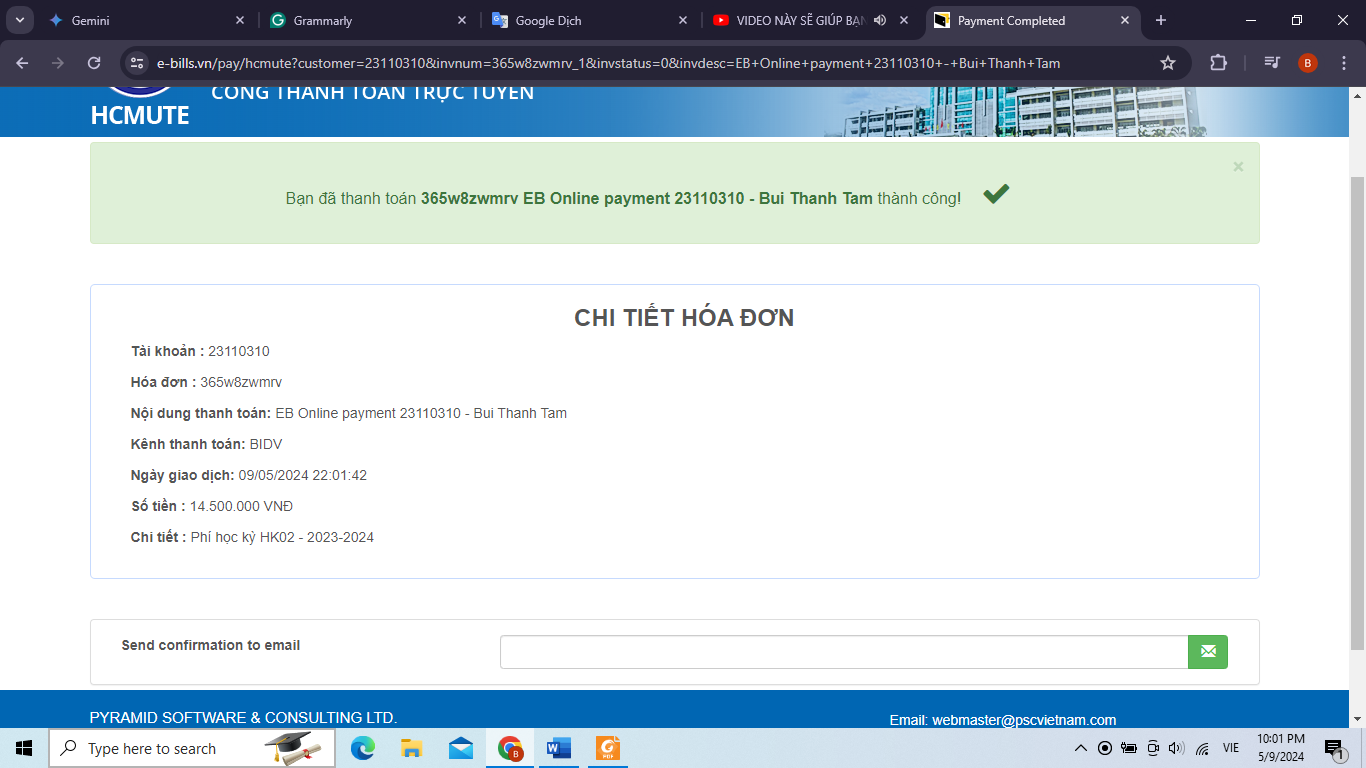 Gemini
Grammarly
Google Dịch
VIDEO NÀY SẼ GIÚP BẠN
Payment Completed
e-bills.vn/pay/hcmute?customer=23110310&invnum=365w8zwmrv_1&invstatus=0&invdesc=EB+Online+payment+23110310+-+Bui+Thanh+Tam
B
HCMUTE
CỔNG THANH TOÁN TRỰC TUYẾN
×
Bạn đã thanh toán 365w8zwmrv EB Online payment 23110310 - Bui Thanh Tam thành công!
CHI TIẾT HÓA ĐƠN
Tài khoản : 23110310
Hóa đơn : 365w8zwmrv
Nội dung thanh toán: EB Online payment 23110310 - Bui Thanh Tam
Kênh thanh toán: BIDV
Ngày giao dịch: 09/05/2024 22:01:42
Số tiền : 14.500.000 VNĐ
Chi tiết : Phí học kỳ HK02 - 2023-2024
Send confirmation to email
PYRAMID SOFTWARE & CONSULTING LTD.
Email: webmaster@pscvietnam.com
Type here to search
B
W
PDF
VIE
10:01 PM
5/9/2024
1